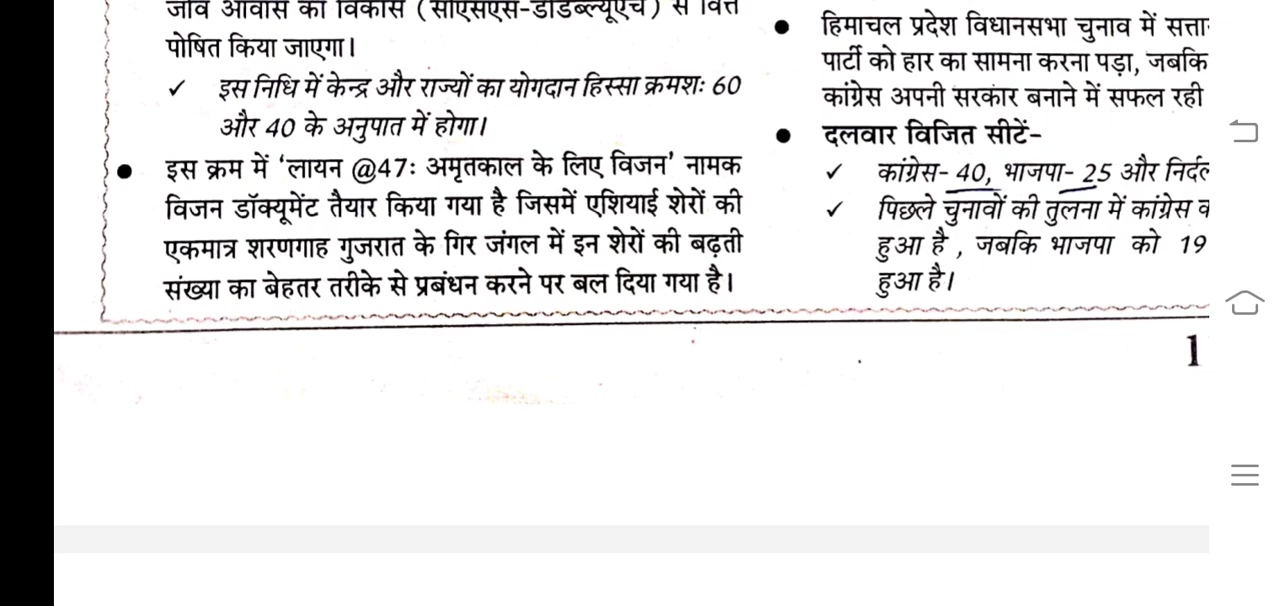 पोषित किया जाएगा।
✓ इस निधि में केन्द्र और राज्यों का योगदान हिस्सा क्रमशः 60
और 40 के अनुपात में होगा।
● इस क्रम में ‘लायन @47: अमृतकाल के लिए विजन’ नामक
विजन डॉक्यूमेंट तैयार किया गया है जिसमें एशियाई शेरों की
एकमात्र शरणगाह गुजरात के गिर जंगल में इन शेरों की बढ़ती
संख्या का बेहतर तरीके से प्रबंधन करने पर बल दिया गया है।
● हिमाचल प्रदेश विधानसभा चुनाव में
पार्टी को हार का सामना करना पड़ा, जबकि
कांग्रेस अपनी सरकार बनाने में सफल रही
● दलवार विजित सीटें-
✓ कांग्रेस- 40, भाजपा- 25 और
✓ पिछले चुनावों की तुलना में कांग्रेस
हुआ है , जबकि भाजपा को 19
हुआ है।
1